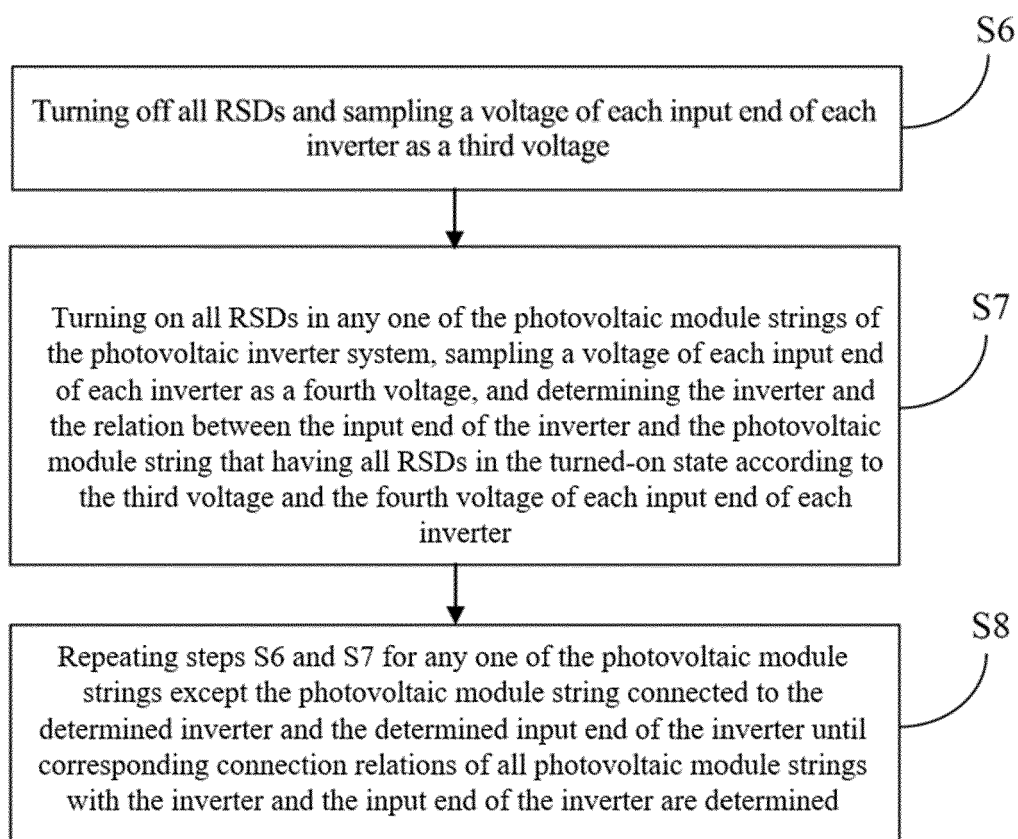 S6
Turning off all RSDs and sampling a voltage of each input end of each
inverter as a third voltage
S7
Turning on all RSDs in any one of the photovoltaic module strings of
the photovoltaic inverter system, sampling a voltage of each input end
of each inverter as a fourth voltage, and determining the inverter and
the relation between the input end of the inverter and the photovoltaic
module string that having all RSDs in the turned-on state according to
the third voltage and the fourth voltage of each input end of each
inverter
S8
Repeating steps S6 and S7 for any one of the photovoltaic module
strings except the photovoltaic module string connected to the
determined inverter and the determined input end of the inverter until
corresponding connection relations of all photovoltaic module strings
with the inverter and the input end of the inverter are determined